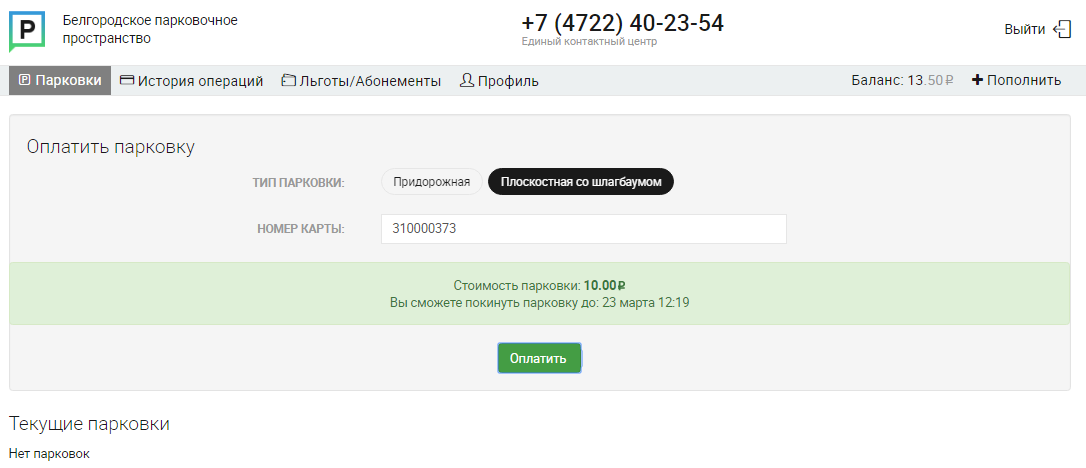 Белгородское парковочное
пространство
P
+7 (4722) 40-23-54
Единый контактный центр
Выйти
Парковки История операций Льготы/Абонементы Профиль Баланс: 13.50₽ + Пополнить
Оплатить парковку
ТИП ПАРКОВКИ: Придорожная Плоскостная со шлагбаумом
НОМЕР КАРТЫ: 310000373
Стоимость парковки: 10.00₽
Вы сможете покинуть парковку до: 23 марта 12:19
Оплатить
Текущие парковки
Нет парковок